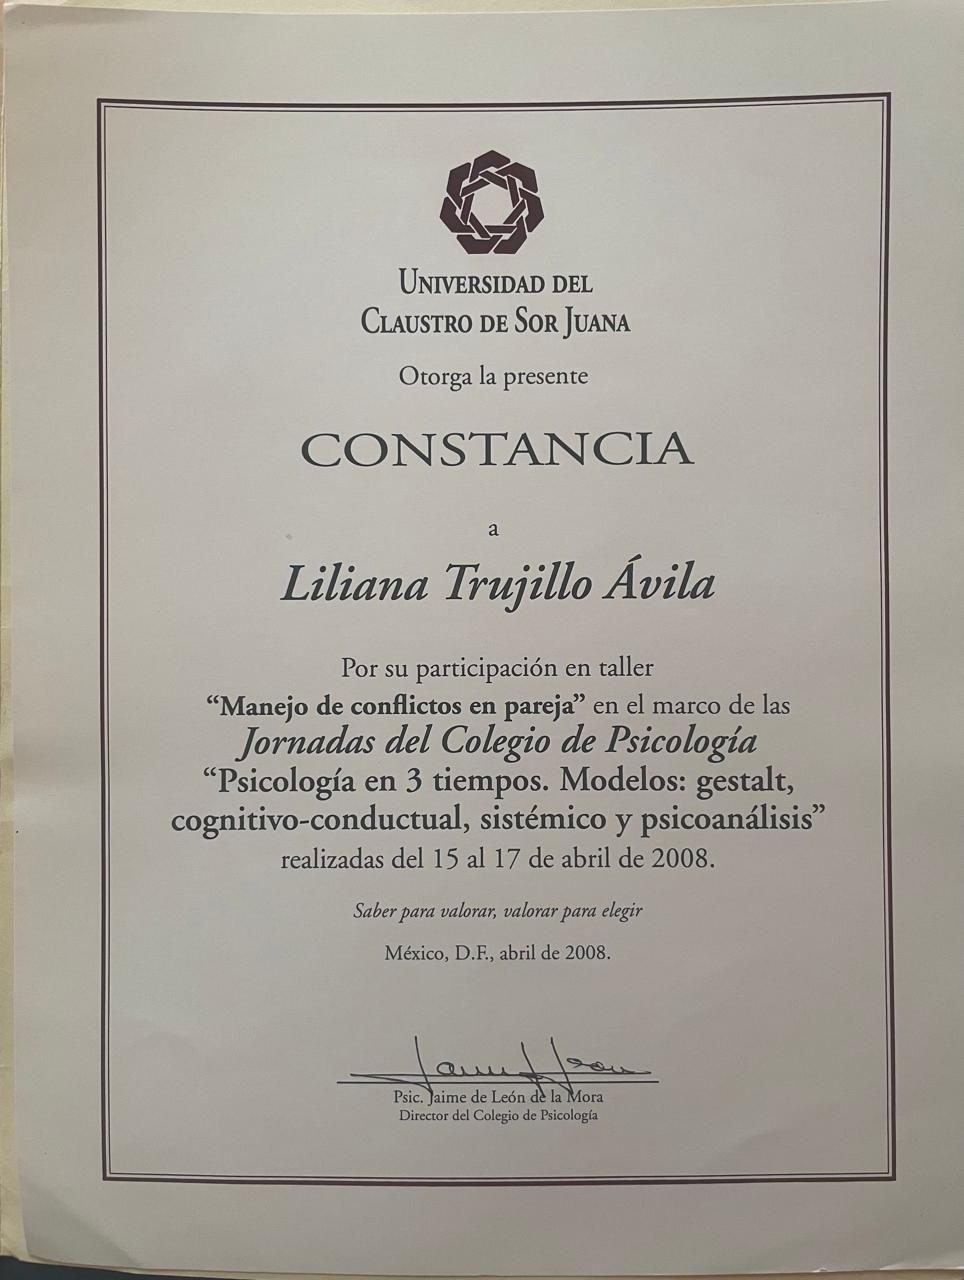 UNIVERSIDAD DEL
CLAUSTRO DE SOR JUANA
Otorga la presente
CONSTANCIA
a
Liliana Trujillo Ávila
Por su participación en taller
“Manejo de conflictos en pareja” en el marco de las
Jornadas del Colegio de Psicología
“Psicología en 3 tiempos. Modelos: gestalt,
cognitivo-conductual, sistémico y psicoanálisis”
realizadas del 15 al 17 de abril de 2008.
Saber para valorar, valorar para elegir
México, D.F., abril de 2008.
Psic. Jaime de León de la Mora
Director del Colegio de Psicología